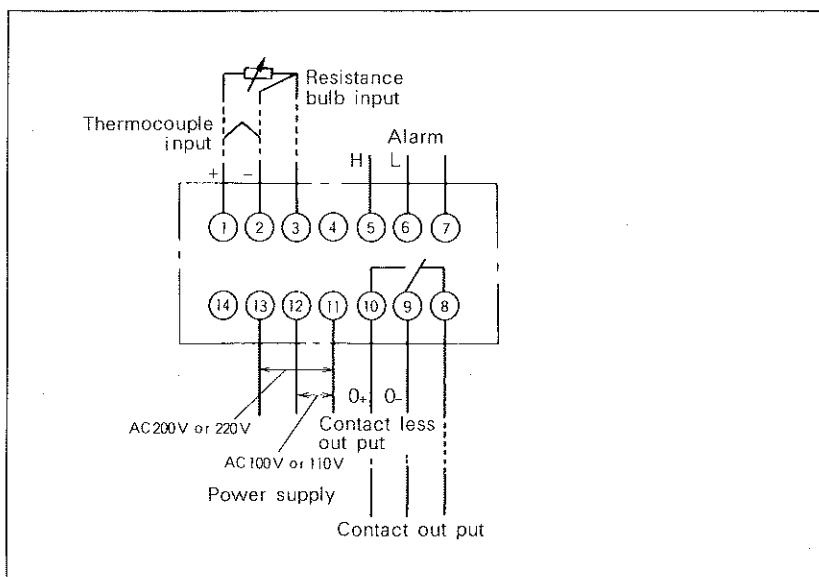 Resistance
bulb input
Thermocouple
input
Alarm
H L
+ −
1 2 3 4 5 6 7
14 13 12 11 10 9 8
0+ 0−
AC200V or 220V
Contact less
out put
AC100V or 110V
Power supply
Contact out put